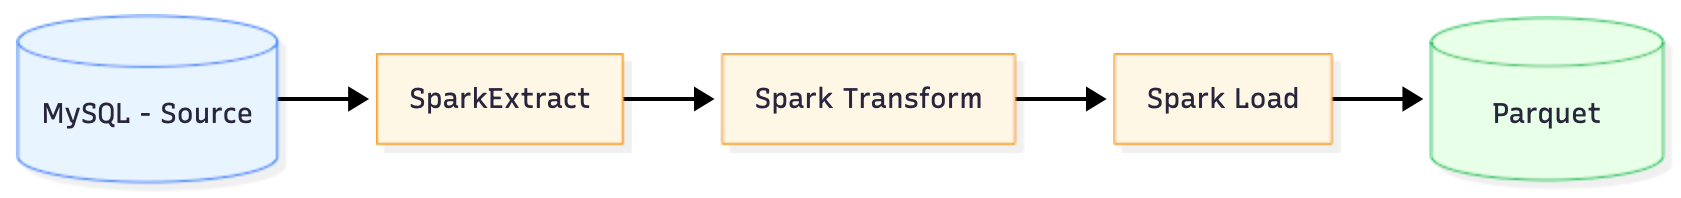 MySQL - Source
SparkExtract
Spark Transform
Spark Load
Parquet